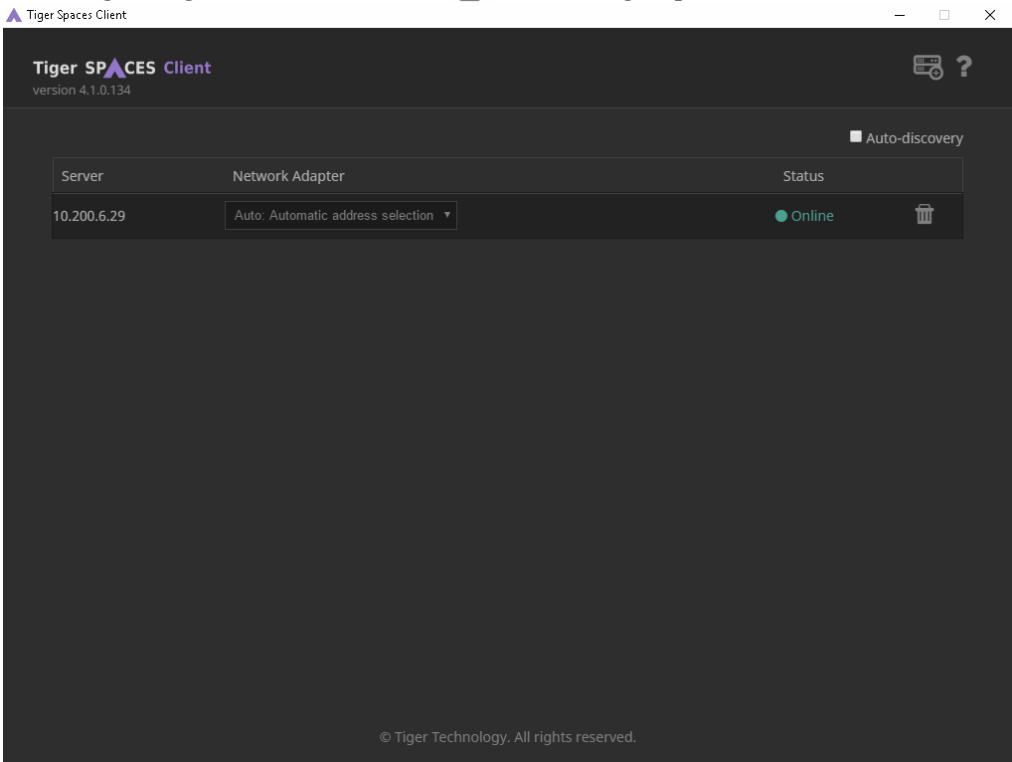 Tiger Spaces Client
Tiger SPACES Client
version 4.1.0.134
?
Auto-discovery
Server Network Adapter Status
10.200.6.29 Auto: Automatic address selection Online
© Tiger Technology. All rights reserved.